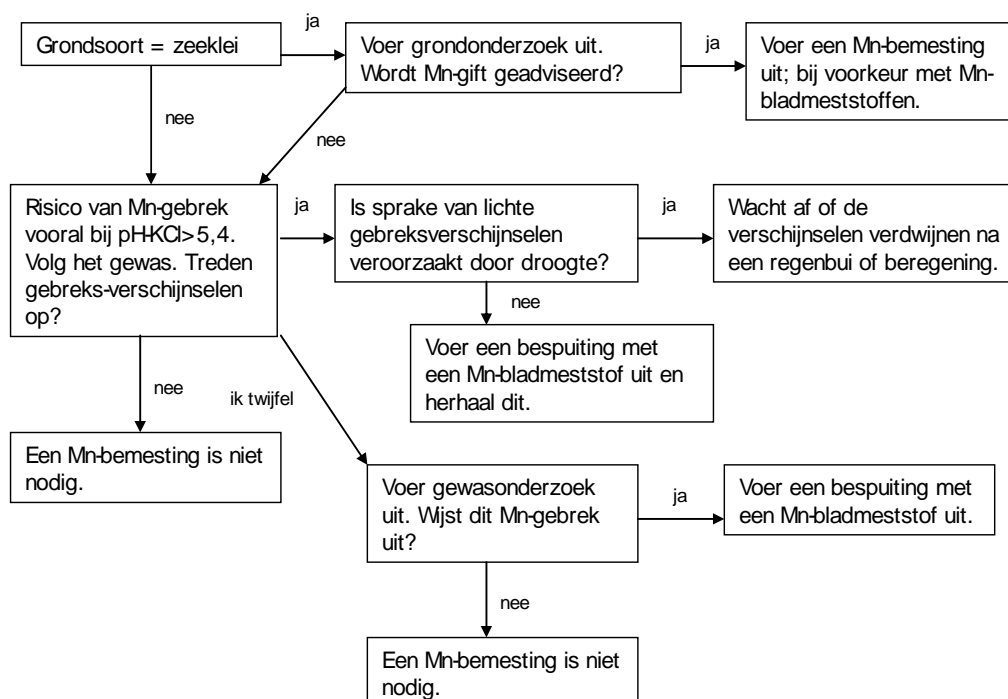 Grondsoort = zeeklei
ja
Voer grondonderzoek uit.
Wordt Mn-gift geadviseerd?
ja
Voer een Mn-bemesting
uit; bij voorkeur met Mn-
bladmeststoffen.
nee
nee
Risico van Mn-gebrek
vooral bij pH-KCl>5,4.
Volg het gewas. Treden
gebreks-verschijnselen
op?
ja
Is sprake van lichte
gebreksverschijnselen
veroorzaakt door droogte?
ja
Wacht af of de
verschijnselen verdwijnen na
een regenbui of beregening.
nee
Voer een bespuiting met
een Mn-bladmeststof uit en
herhaal dit.
nee
ik twijfel
Een Mn-bemesting is niet
nodig.
Voer gewasonderzoek
uit. Wijst dit Mn-gebrek
uit?
ja
Voer een bespuiting met
een Mn-bladmeststof uit.
nee
Een Mn-bemesting is niet
nodig.